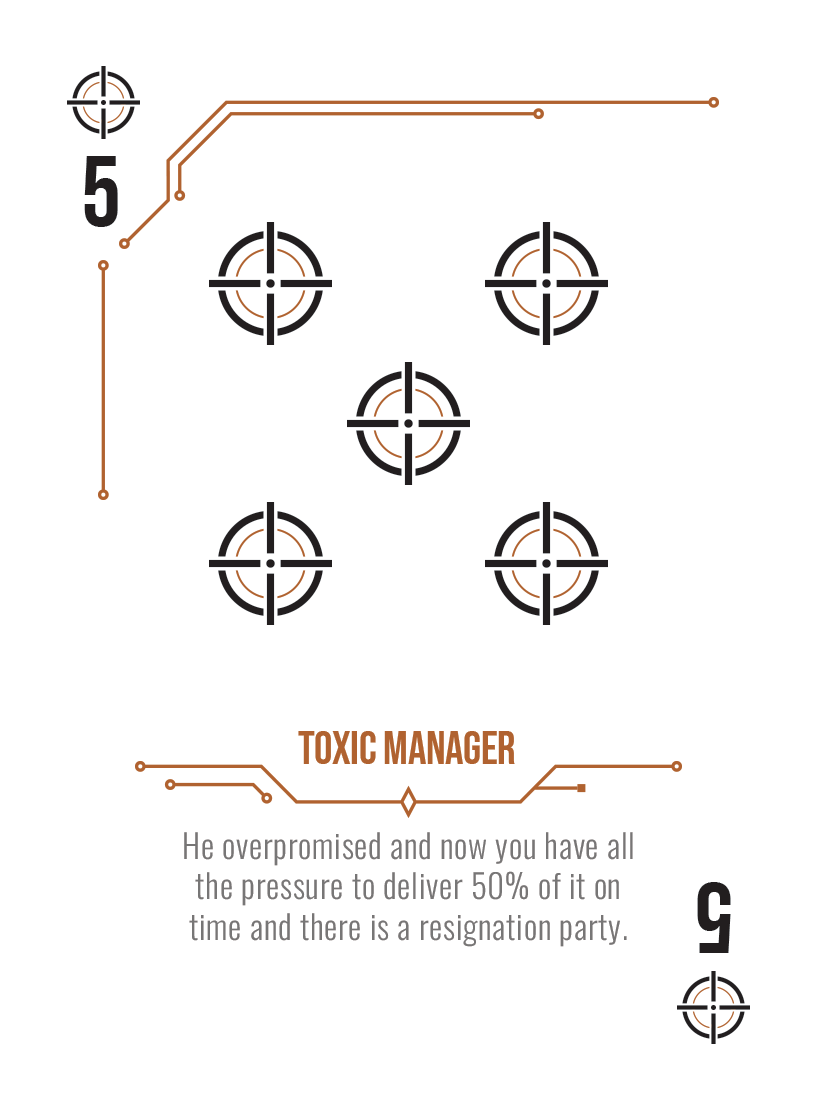 5
TOXIC MANAGER
He overpromised and now you have all
the pressure to deliver 50% of it on
time and there is a resignation party.
5